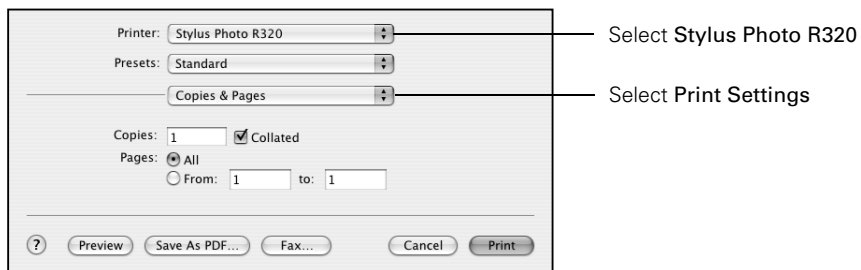 Printer: Stylus Photo R320
Select Stylus Photo R320
Presets: Standard
Copies & Pages
Select Print Settings
Copies: 1 Collated
Pages: All
From: 1 to: 1
? Preview Save As PDF... Fax... Cancel Print